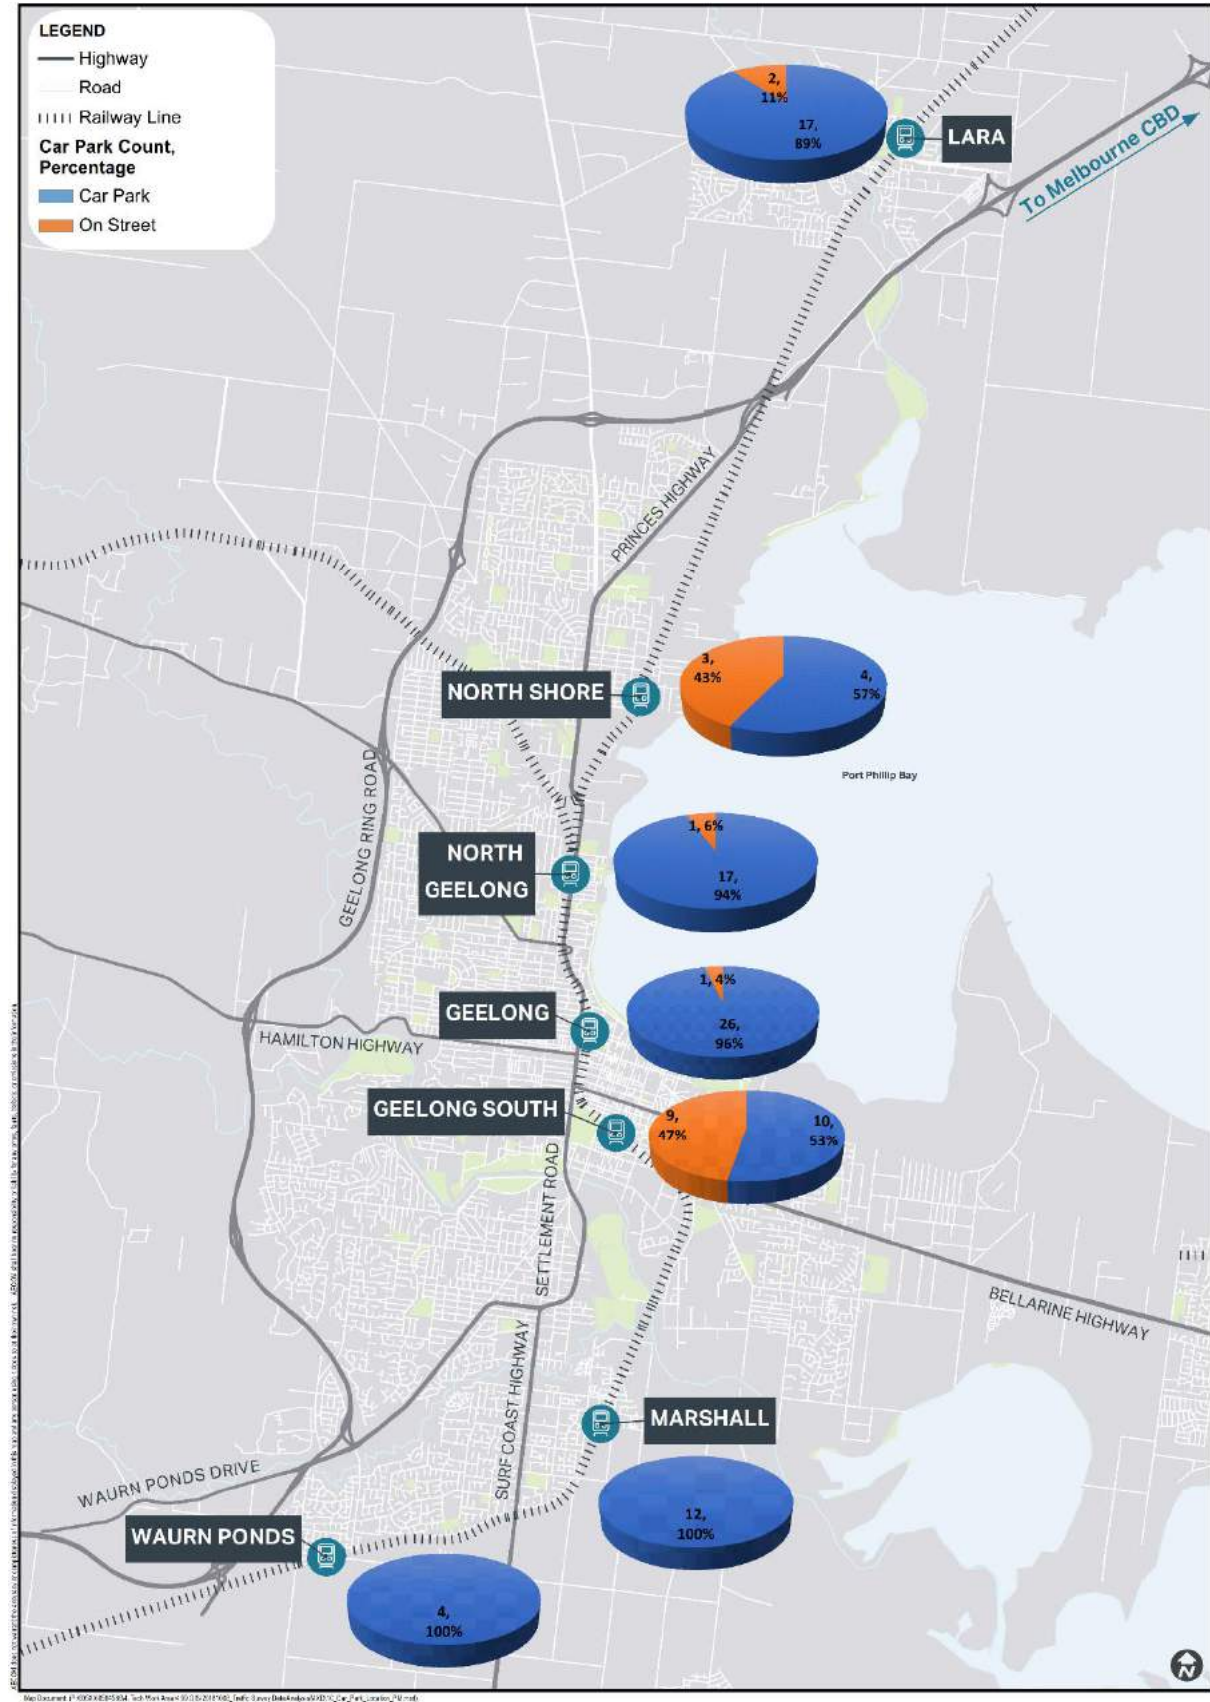 LEGEND
Highway
Road
Railway Line
Car Park Count,
Percentage
Car Park
On Street
2,
11%
17,
89%
LARA
To Melbourne CBD
PRINCES HIGHWAY
NORTH SHORE
3,
43%
4,
57%
Port Phillip Bay
GEELONG RING ROAD
NORTH
GEELONG
1, 6%
17,
94%
1, 4%
26,
96%
GEELONG
HAMILTON HIGHWAY
GEELONG SOUTH
9,
47%
10,
53%
SETTLEMENT ROAD
BELLARINE HIGHWAY
SURF COAST HIGHWAY
MARSHALL
12,
100%
WAURN PONDS DRIVE
WAURN PONDS
4,
100%
N